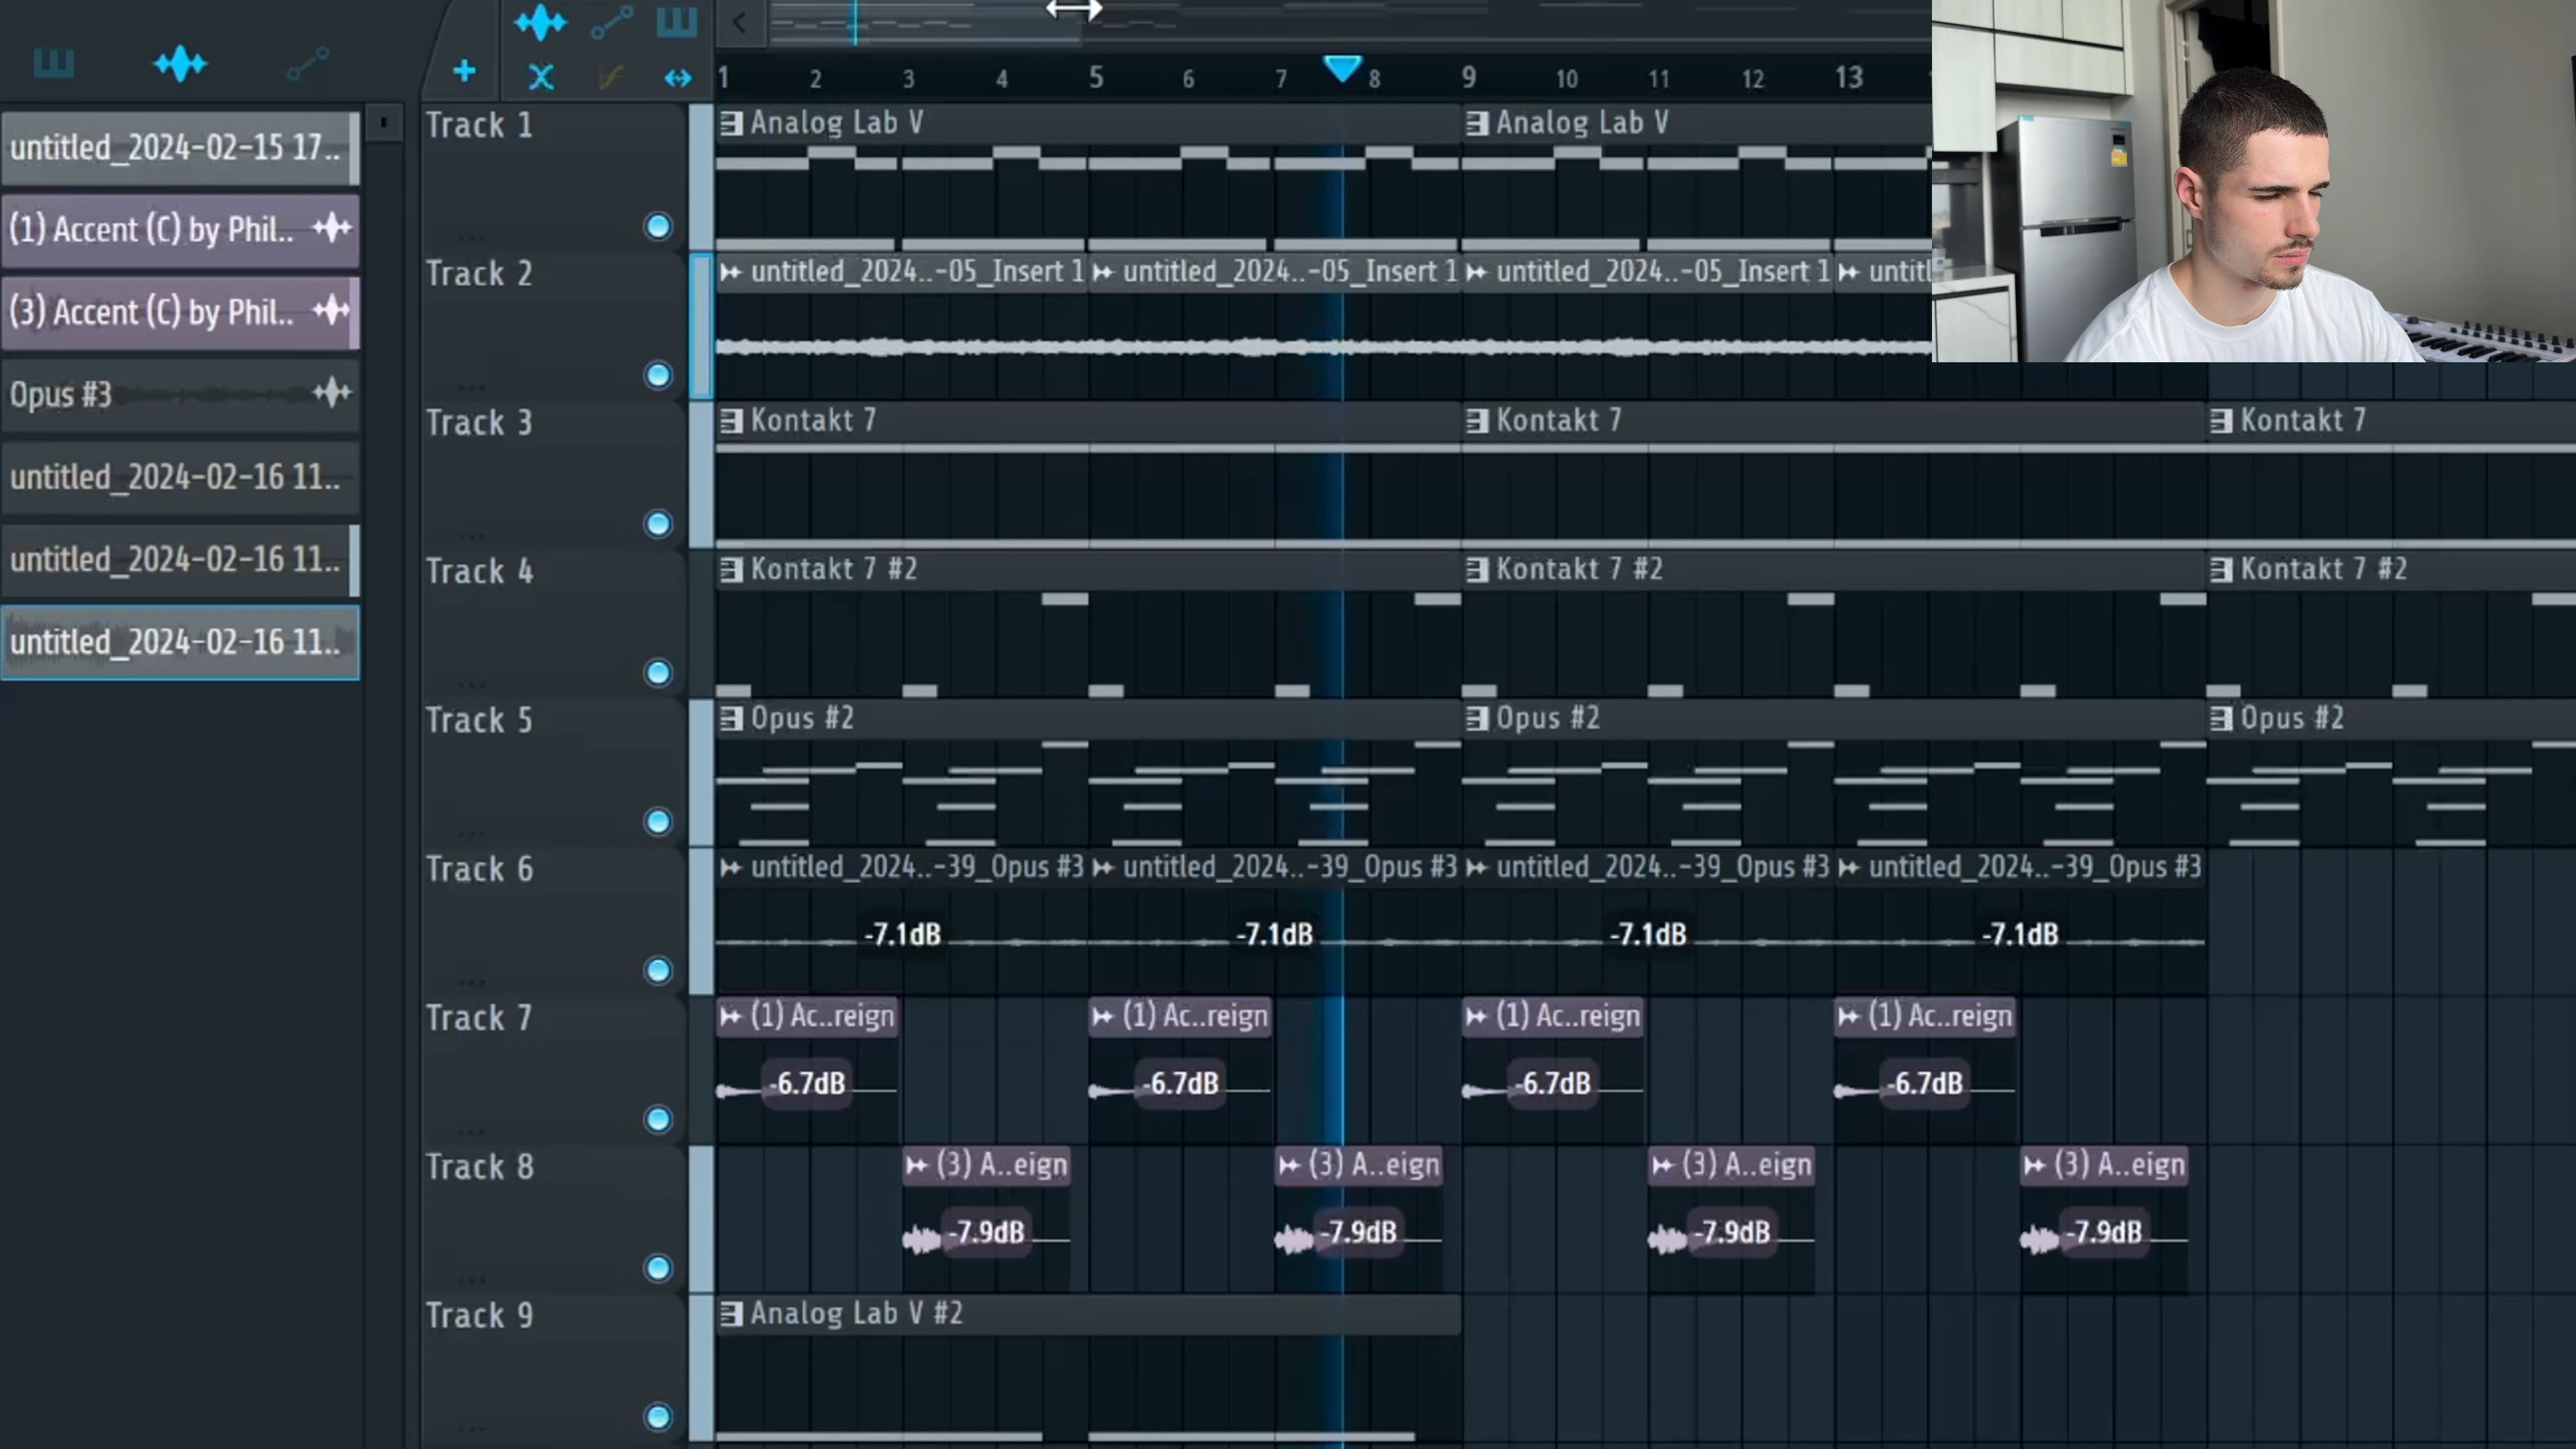 1 2 3 4 5 6 7 8 9 10 11 12 13
untitled_2024-02-15 17..
(1) Accent (C) by Phil..
(3) Accent (C) by Phil..
Opus #3
untitled_2024-02-16 11..
untitled_2024-02-16 11..
untitled_2024-02-16 11..
Track 1
Analog Lab V
Analog Lab V
Track 2
untitled_2024..-05_Insert 1
untitled_2024..-05_Insert 1
untitled_2024..-05_Insert 1
untitl
Track 3
Kontakt 7
Kontakt 7
Kontakt 7
Track 4
Kontakt 7 #2
Kontakt 7 #2
Kontakt 7 #2
Track 5
Opus #2
Opus #2
Opus #2
Track 6
untitled_2024..-39_Opus #3
untitled_2024..-39_Opus #3
untitled_2024..-39_Opus #3
untitled_2024..-39_Opus #3
-7.1dB
-7.1dB
-7.1dB
-7.1dB
Track 7
(1) Ac..reign
(1) Ac..reign
(1) Ac..reign
(1) Ac..reign
-6.7dB
-6.7dB
-6.7dB
-6.7dB
Track 8
(3) A..eign
(3) A..eign
(3) A..eign
(3) A..eign
-7.9dB
-7.9dB
-7.9dB
-7.9dB
Track 9
Analog Lab V #2